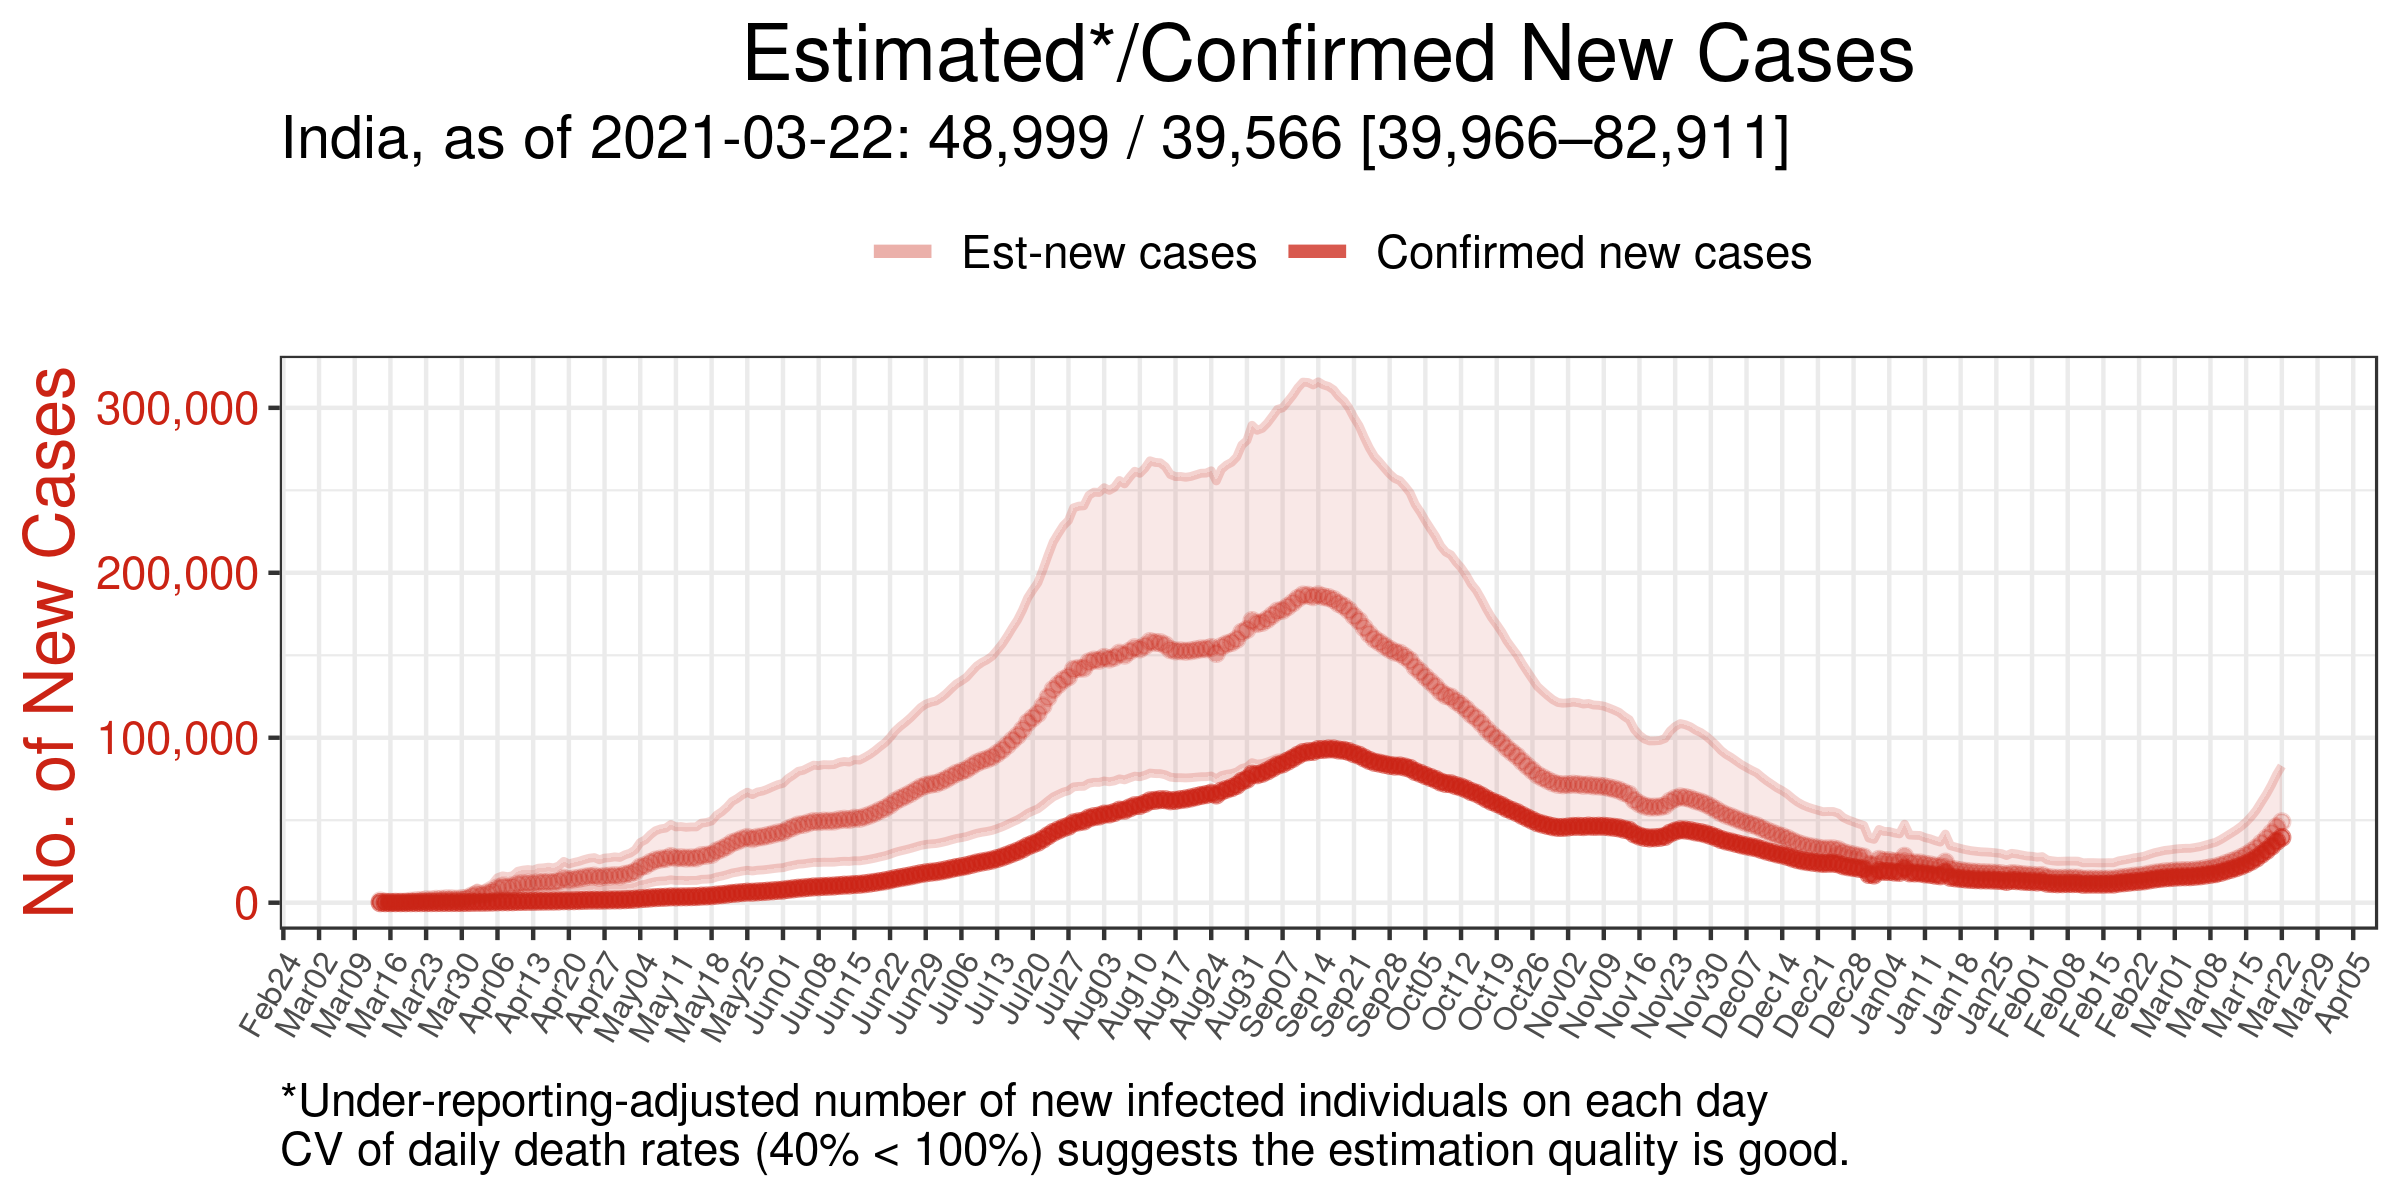 Estimated*/Confirmed New Cases
India, as of 2021-03-22: 48,999 / 39,566 [39,966–82,911]
Est-new cases Confirmed new cases
No. of New Cases
300,000
200,000
100,000
0
Feb24 Mar02 Mar09 Mar16 Mar23 Mar30 Apr06 Apr13 Apr20 Apr27 May04 May11 May18 May25 Jun01 Jun08 Jun15 Jun22 Jun29 Jul06 Jul13 Jul20 Jul27 Aug03 Aug10 Aug17 Aug24 Aug31 Sep07 Sep14 Sep21 Sep28 Oct05 Oct12 Oct19 Oct26 Nov02 Nov09 Nov16 Nov23 Nov30 Dec07 Dec14 Dec21 Dec28 Jan04 Jan11 Jan18 Jan25 Feb01 Feb08 Feb15 Feb22 Mar01 Mar08 Mar15 Mar22 Mar29 Apr05
*Under-reporting-adjusted number of new infected individuals on each day
CV of daily death rates (40% < 100%) suggests the estimation quality is good.